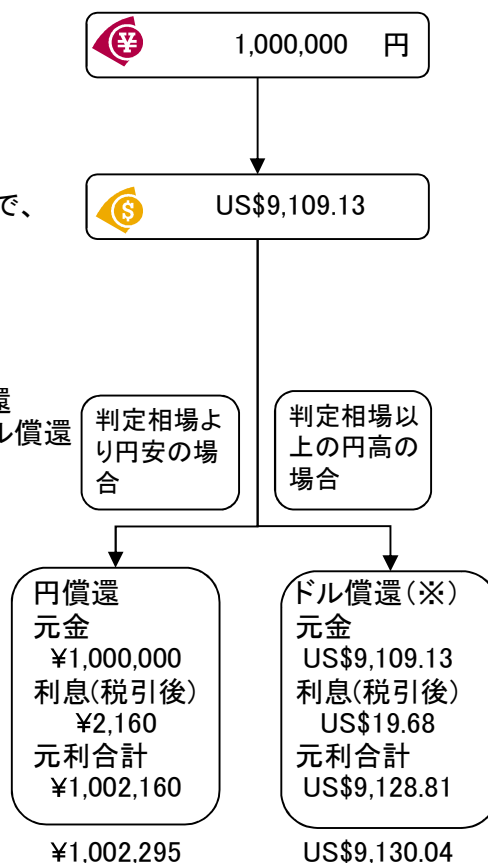 1,000,000 円
で、
US$9,109.13
ル償還
判定相場よ
り円安の場
合
判定相場以
上の円高の
場合
円償還
元金
¥1,000,000
利息(税引後)
¥2,160
元利合計
¥1,002,160
ドル償還(※)
元金
US$9,109.13
利息(税引後)
US$19.68
元利合計
US$9,128.81
¥1,002,295
US$9,130.04